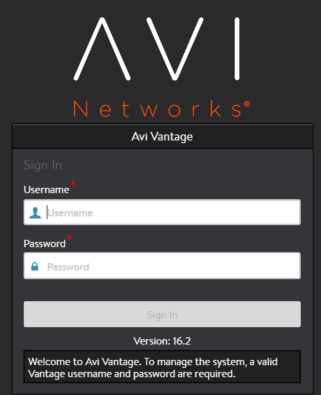 AVI
Networks®
Avi Vantage
Sign In
Username*
Username
Password*
Password
Sign In
Version: 16.2
Welcome to Avi Vantage. To manage the system, a valid
Vantage username and password are required.